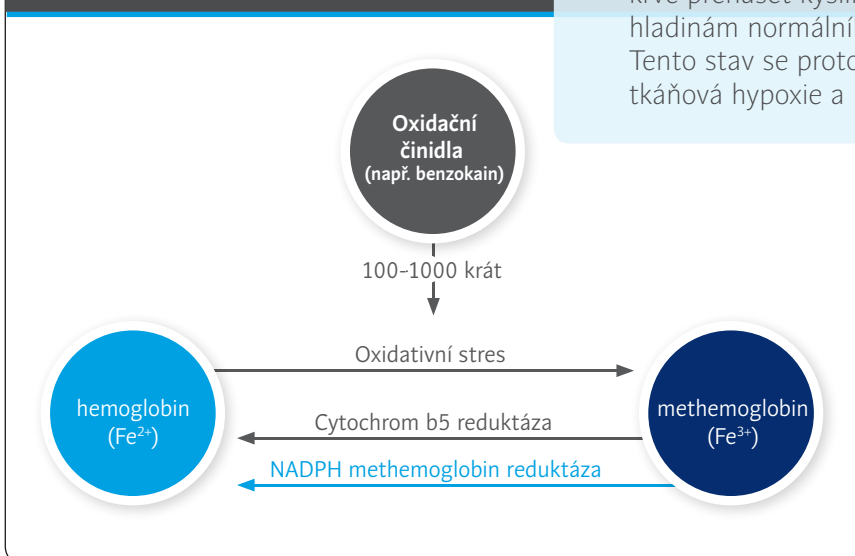 hladinám normální
Tento stav se proto
tkáňová hypoxie a
Oxidační
činidla
(např. benzokain)
100-1000 krát
Oxidativní stres
hemoglobin
(Fe²⁺)
methemoglobin
(Fe³⁺)
Cytochrom b5 reduktáza
NADPH methemoglobin reduktáza